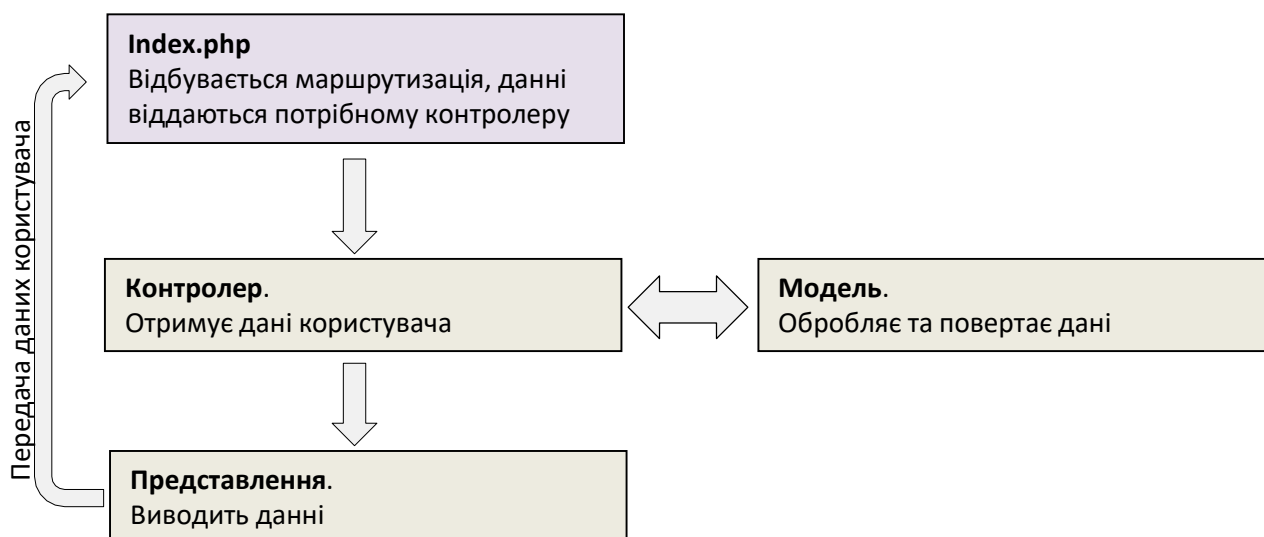 Index.php
Відбувається маршрутизація, данні
віддаються потрібному контролеру
Передача даних користувача
Контролер.
Отримує дані користувача
Модель.
Обробляє та повертає дані
Представлення.
Виводить данні